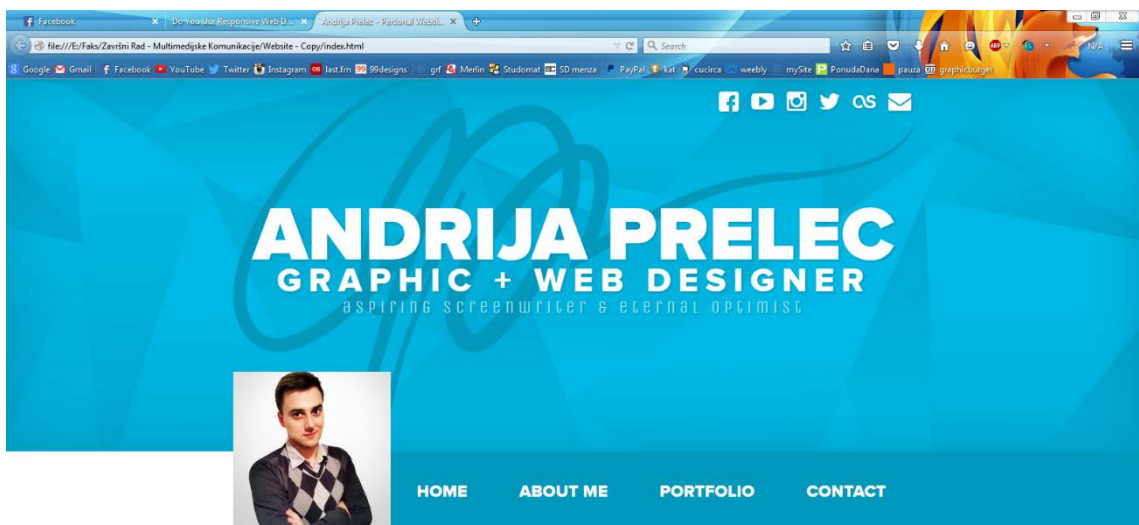 Facebook
Do You Use Responsive Web D...
Andrija Prelec - Personal Websi...
file:///E:/Faks/Završni Rad - Multimedijske Komunikacije/Website - Copy/index.html
Search
ABP
N/A
Google Gmail Facebook YouTube Twitter Instagram last.fm 99designs grf Merlin Studomat SD menza PayPal kat cucirca weebly mySite PonudaDana pauza graphicburger
ANDRIJA PRELEC
GRAPHIC + WEB DESIGNER
aspiring screenwriter & eternal optimist
HOME ABOUT ME PORTFOLIO CONTACT